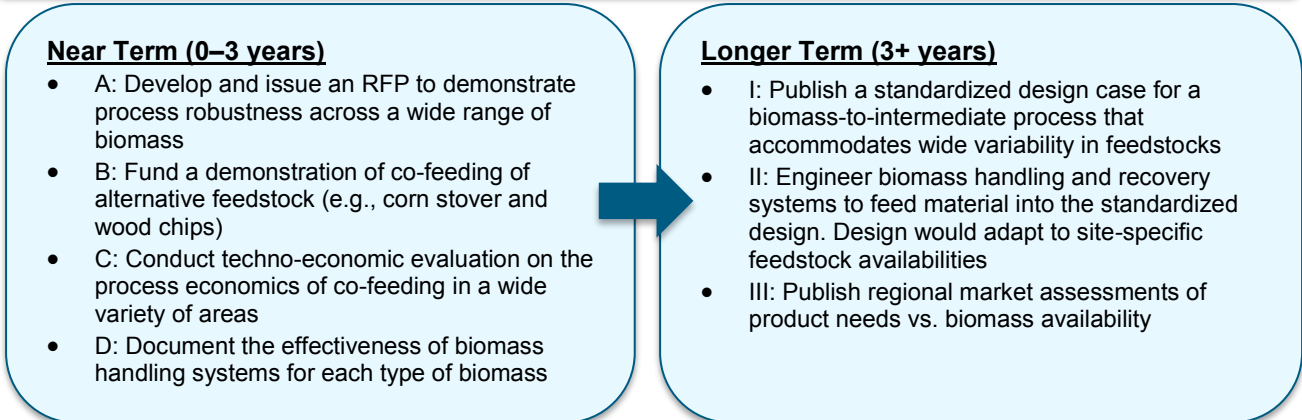 Near Term (0–3 years)
• A: Develop and issue an RFP to demonstrate
process robustness across a wide range of
biomass
• B: Fund a demonstration of co-feeding of
alternative feedstock (e.g., corn stover and
wood chips)
• C: Conduct techno-economic evaluation on the
process economics of co-feeding in a wide
variety of areas
• D: Document the effectiveness of biomass
handling systems for each type of biomass
Longer Term (3+ years)
• I: Publish a standardized design case for a
biomass-to-intermediate process that
accommodates wide variability in feedstocks
• II: Engineer biomass handling and recovery
systems to feed material into the standardized
design. Design would adapt to site-specific
feedstock availabilities
• III: Publish regional market assessments of
product needs vs. biomass availability